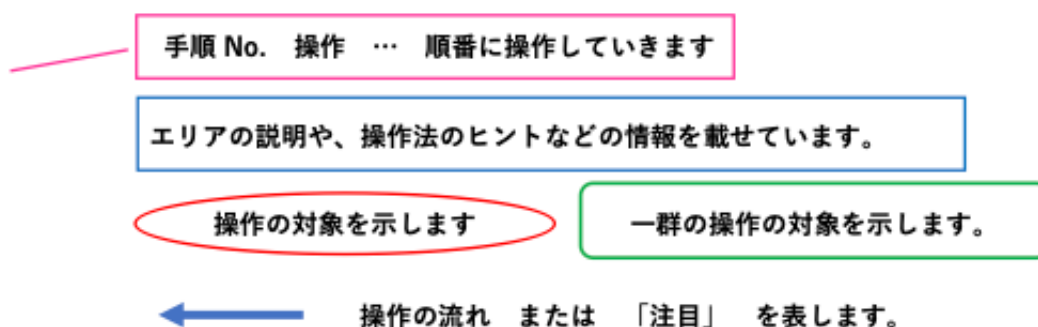 手順 No.　操作　…　順番に操作していきます
エリアの説明や、操作法のヒントなどの情報を載せています。
操作の対象を示します　一群の操作の対象を示します。
操作の流れ　または　「注目」　を表します。